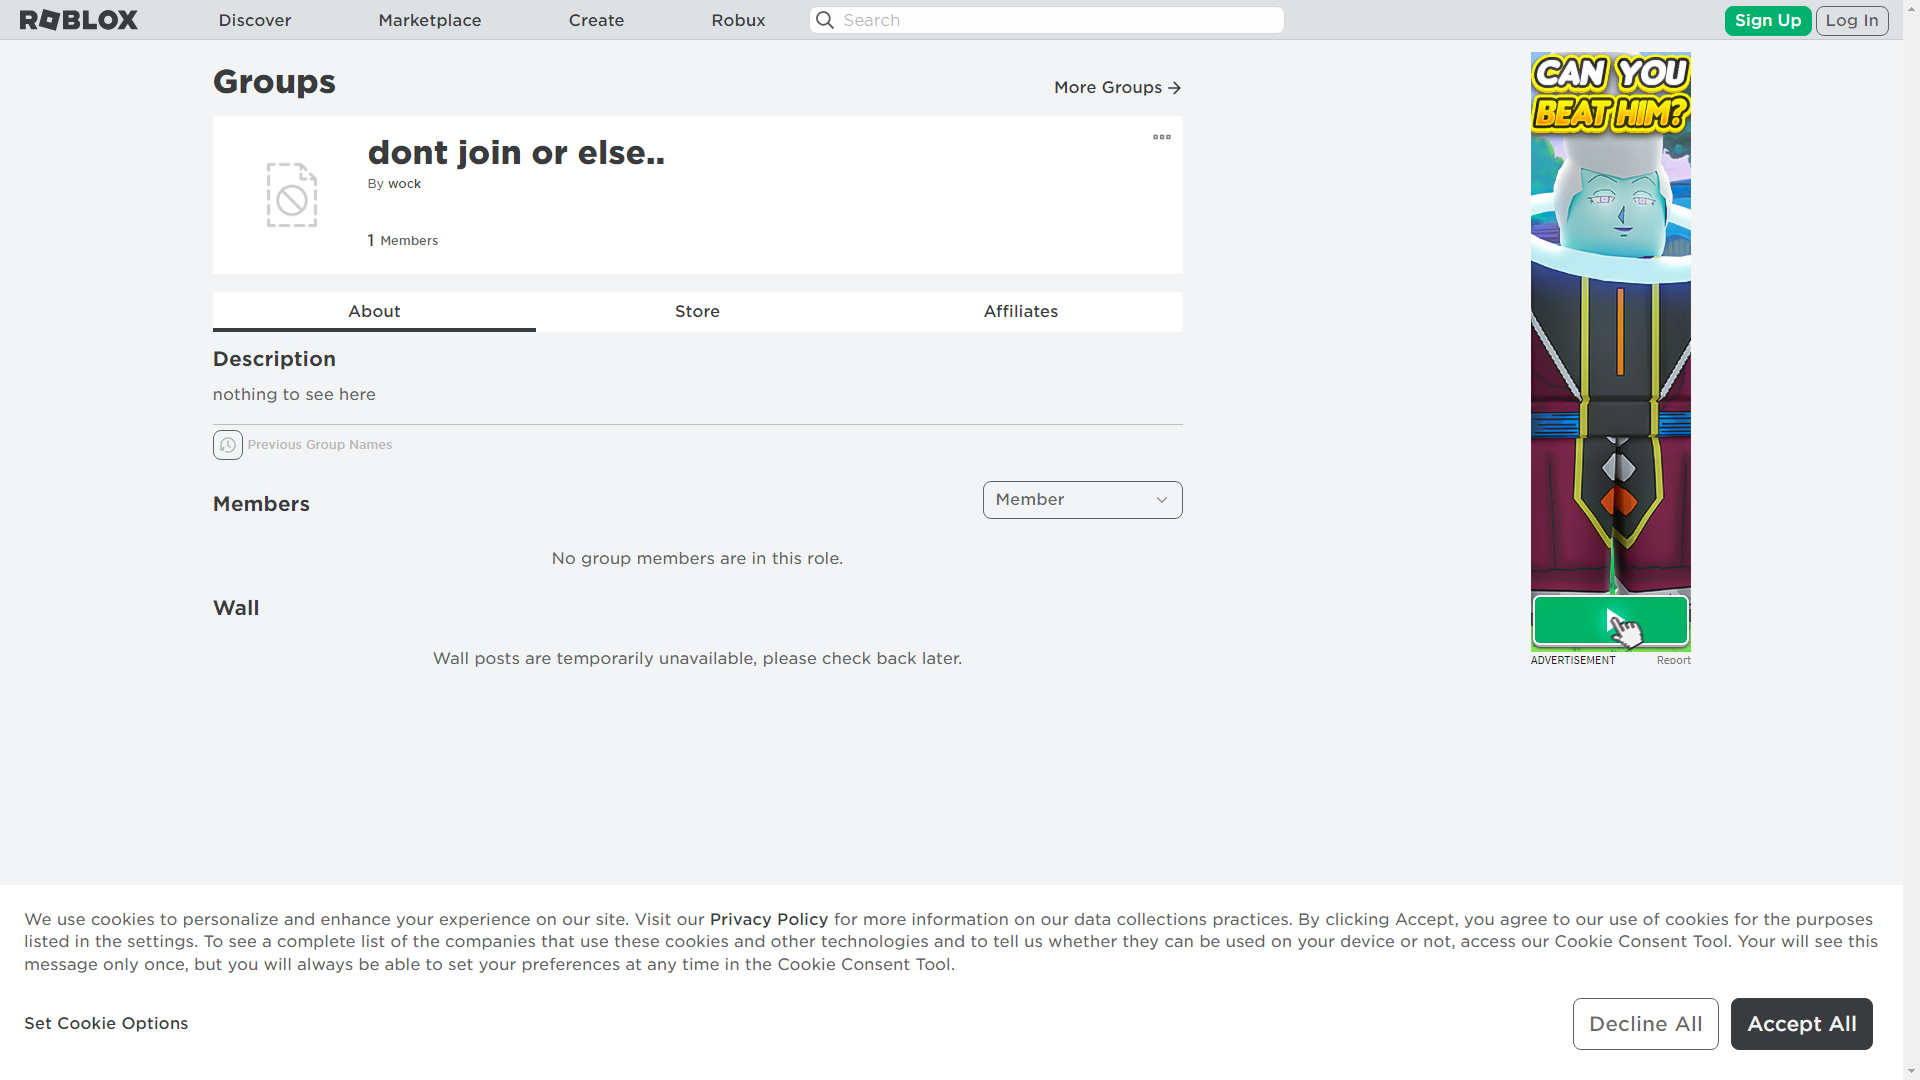 ROBLOX
Discover
Marketplace
Create
Robux
Search
Sign Up
Log In
Groups
More Groups
dont join or else..
By wock
1 Members
About
Store
Affiliates
Description
nothing to see here
Previous Group Names
Members
Member
No group members are in this role.
Wall
Wall posts are temporarily unavailable, please check back later.
CAN YOU
BEAT HIM?
ADVERTISEMENT
Report
We use cookies to personalize and enhance your experience on our site. Visit our Privacy Policy for more information on our data collections practices. By clicking Accept, you agree to our use of cookies for the purposes
listed in the settings. To see a complete list of the companies that use these cookies and other technologies and to tell us whether they can be used on your device or not, access our Cookie Consent Tool. Your will see this
message only once, but you will always be able to set your preferences at any time in the Cookie Consent Tool.
Set Cookie Options
Decline All
Accept All